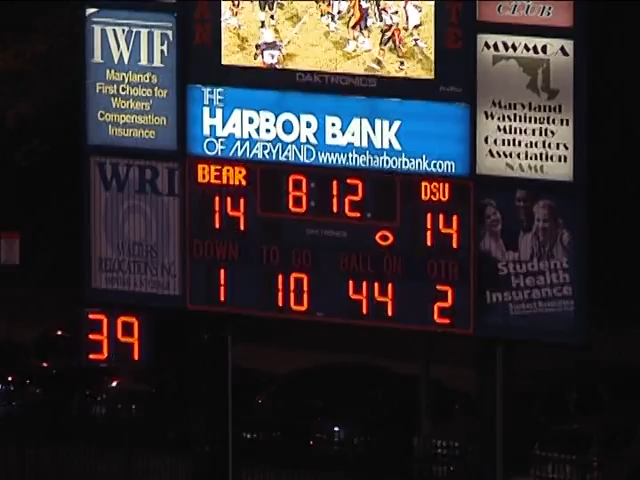 CLUB
DAKTRONICS
IWIF
Maryland's
First Choice for
Workers'
Compensation
Insurance
THE
HARBOR BANK
OF MARYLAND www.theharborbank.com
MWMCA
Maryland
Washington
Minority
Contractors
Association
NAMC
WRI
BEAR 8:12 DSU
14 14
DOWN TO GO BALL ON QTR
1 10 44 2
Student
Health
Insurance
39